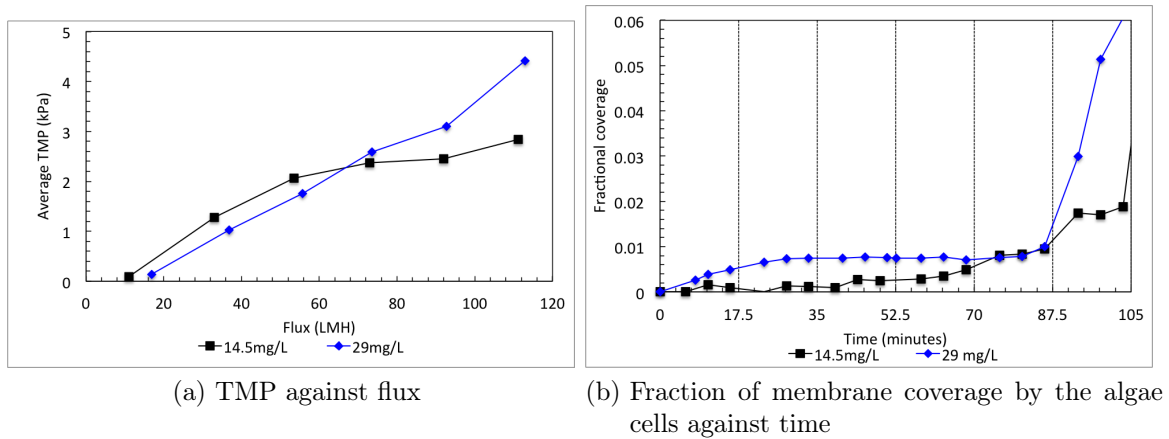 5
4
3
2
1
0
Average TMP (kPa)
0 20 40 60 80 100 120
Flux (LMH)
14.5mg/L 29mg/L
(a) TMP against flux
0.06
0.05
0.04
0.03
0.02
0.01
0
Fractional coverage
0 17.5 35 52.5 70 87.5 105
Time (minutes)
14.5mg/L 29 mg/L
(b) Fraction of membrane coverage by the algae
cells against time